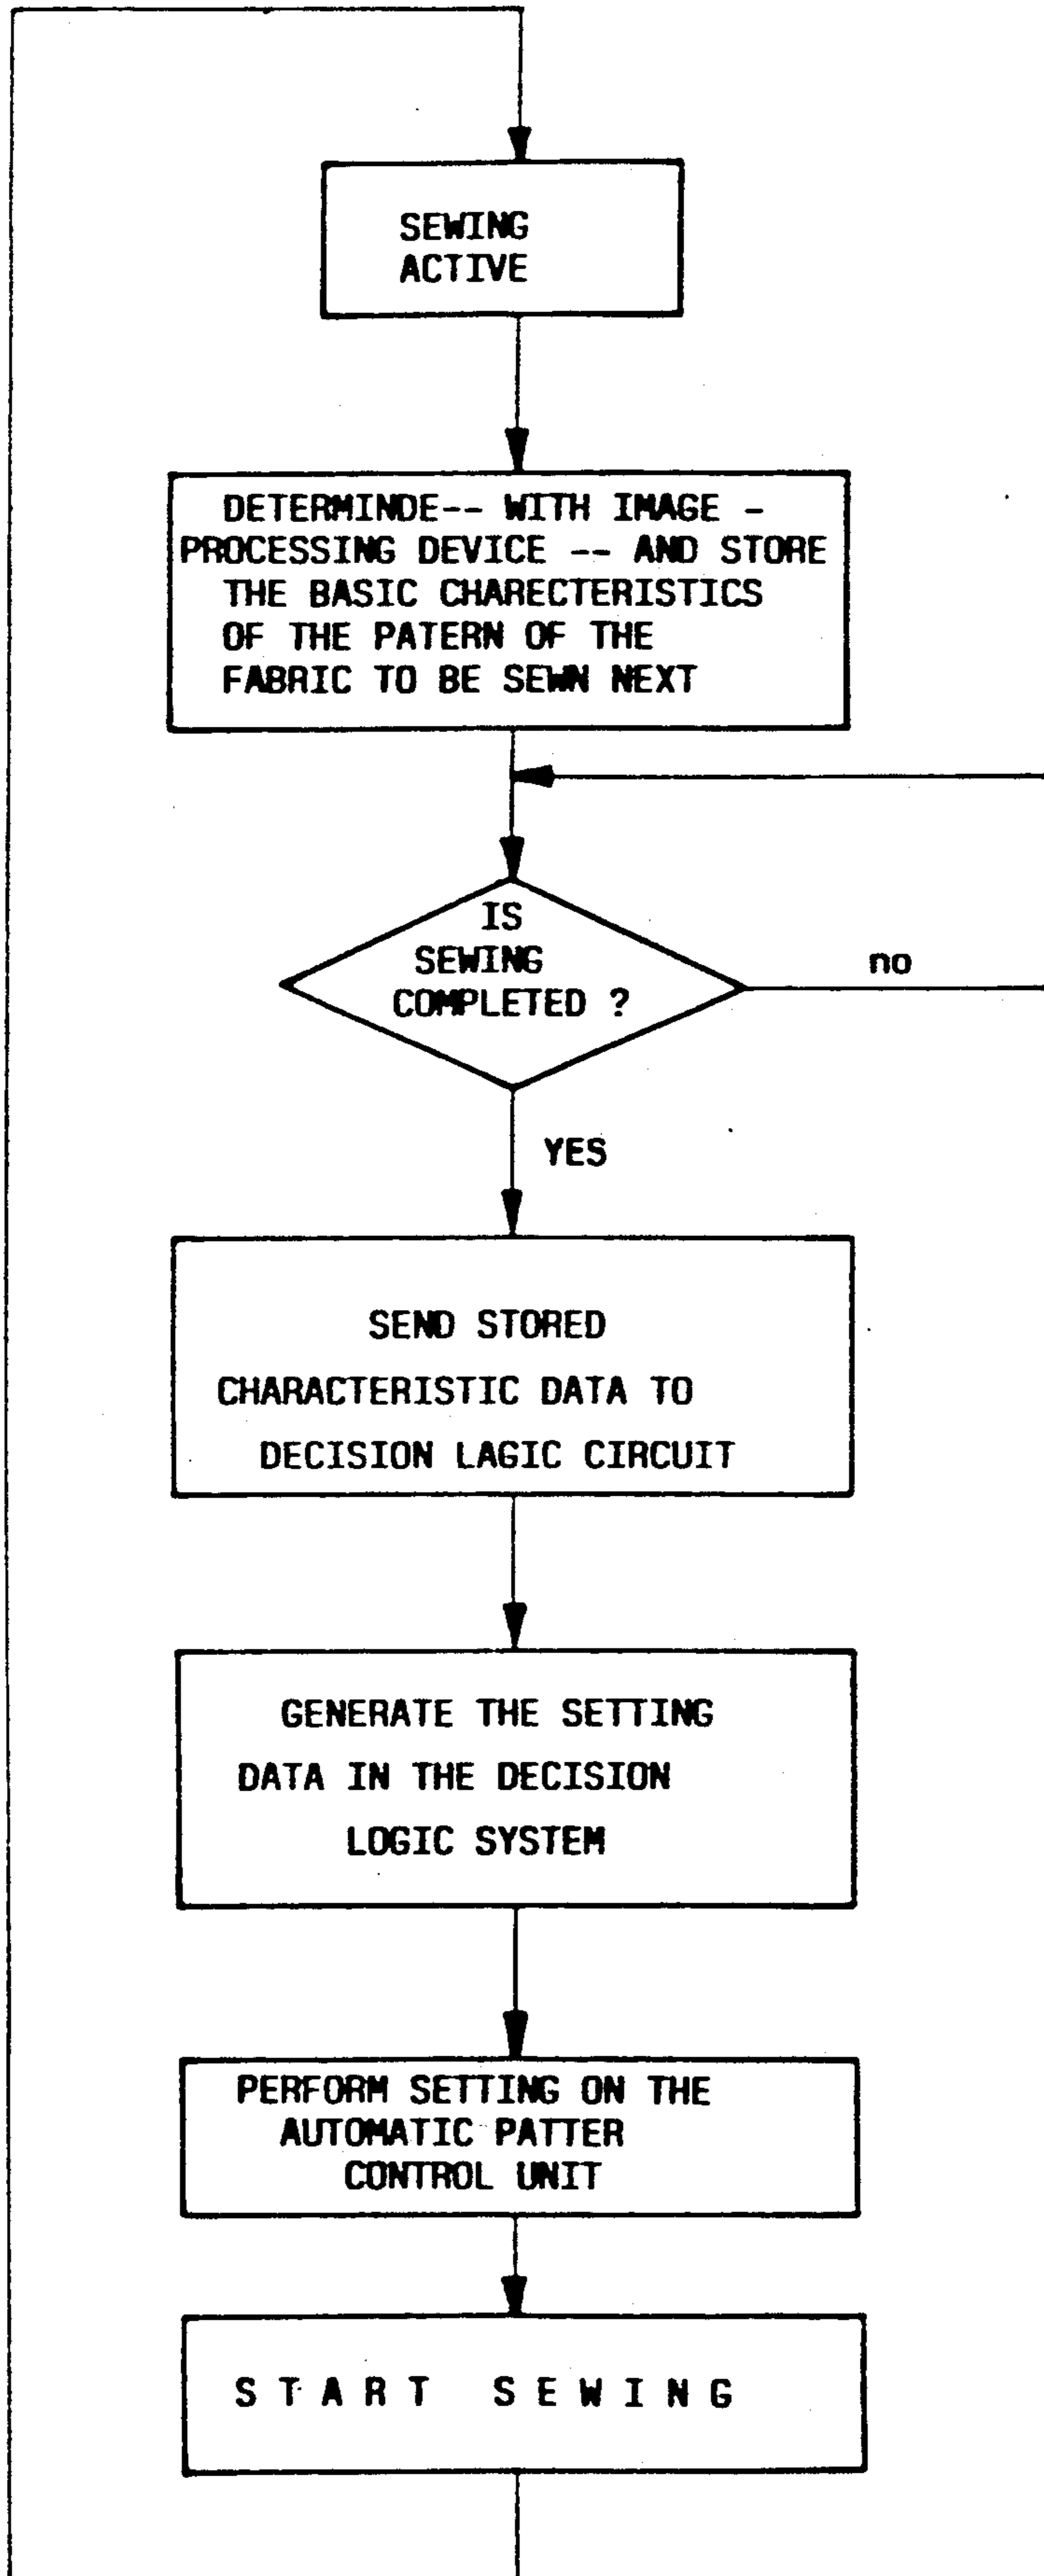 SEWING
ACTIVE
DETERMINDE-- WITH IMAGE -
PROCESSING DEVICE -- AND STORE
THE BASIC CHARECTERISTICS
OF THE PATERN OF THE
FABRIC TO BE SEWN NEXT
IS
SEWING
COMPLETED ?
no
YES
SEND STORED
CHARACTERISTIC DATA TO
DECISION LAGIC CIRCUIT
GENERATE THE SETTING
DATA IN THE DECISION
LOGIC SYSTEM
PERFORM SETTING ON THE
AUTOMATIC PATTER
CONTROL UNIT
START SEWING